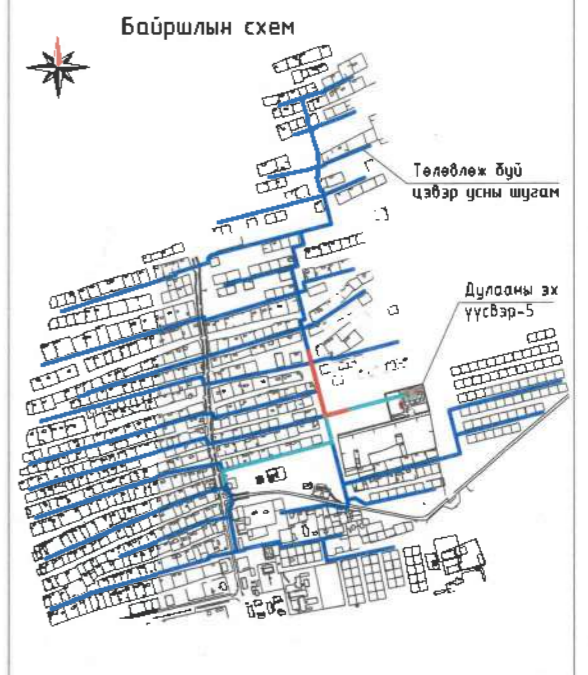 Байршлын схем
Төлөвлөж буй
цэвэр усны шугам
Дулааны эх
үүсвэр-5